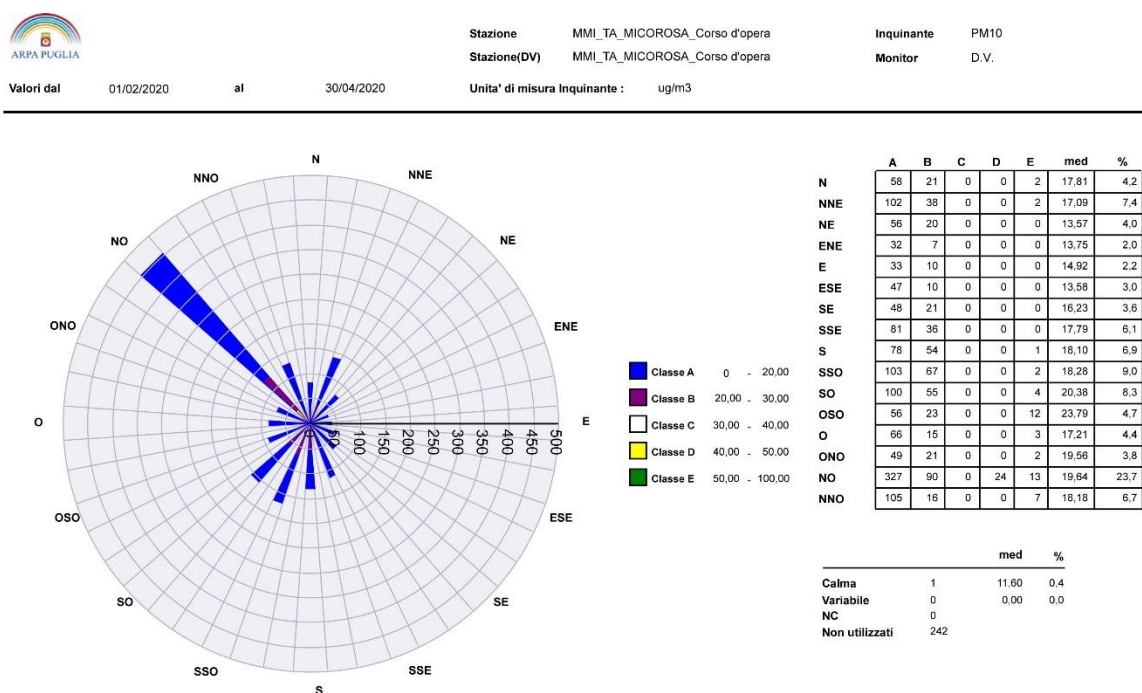 ARPA PUGLIA
Stazione MMI_TA_MICOROSA_Corso d'opera Inquinante PM10
Stazione(DV) MMI_TA_MICOROSA_Corso d'opera Monitor D.V.
Valori dal 01/02/2020 al 30/04/2020 Unita' di misura Inquinante : ug/m3
N
NNE
NE
ENE
E
ESE
SE
SSE
S
SSO
SO
OSO
O
ONO
NO
NNO
0 50 100 150 200 250 300 350 400 450 500
Classe A 0 - 20,00
Classe B 20,00 - 30,00
Classe C 30,00 - 40,00
Classe D 40,00 - 50,00
Classe E 50,00 - 100,00
A B C D E med %
N 58 21 0 0 2 17,81 4,2
NNE 102 38 0 0 2 17,09 7,4
NE 56 20 0 0 0 13,57 4,0
ENE 32 7 0 0 0 13,75 2,0
E 33 10 0 0 0 14,92 2,2
ESE 47 10 0 0 0 13,58 3,0
SE 48 21 0 0 0 16,23 3,6
SSE 81 36 0 0 0 17,79 6,1
S 78 54 0 0 1 18,10 6,9
SSO 103 67 0 0 2 18,28 9,0
SO 100 55 0 0 4 20,38 8,3
OSO 56 23 0 0 12 23,79 4,7
O 66 15 0 0 3 17,21 4,4
ONO 49 21 0 0 2 19,56 3,8
NO 327 90 0 24 13 19,64 23,7
NNO 105 16 0 0 7 18,18 6,7
med %
Calma 1 11,60 0,4
Variabile 0 0,00 0,0
NC 0
Non utilizzati 242